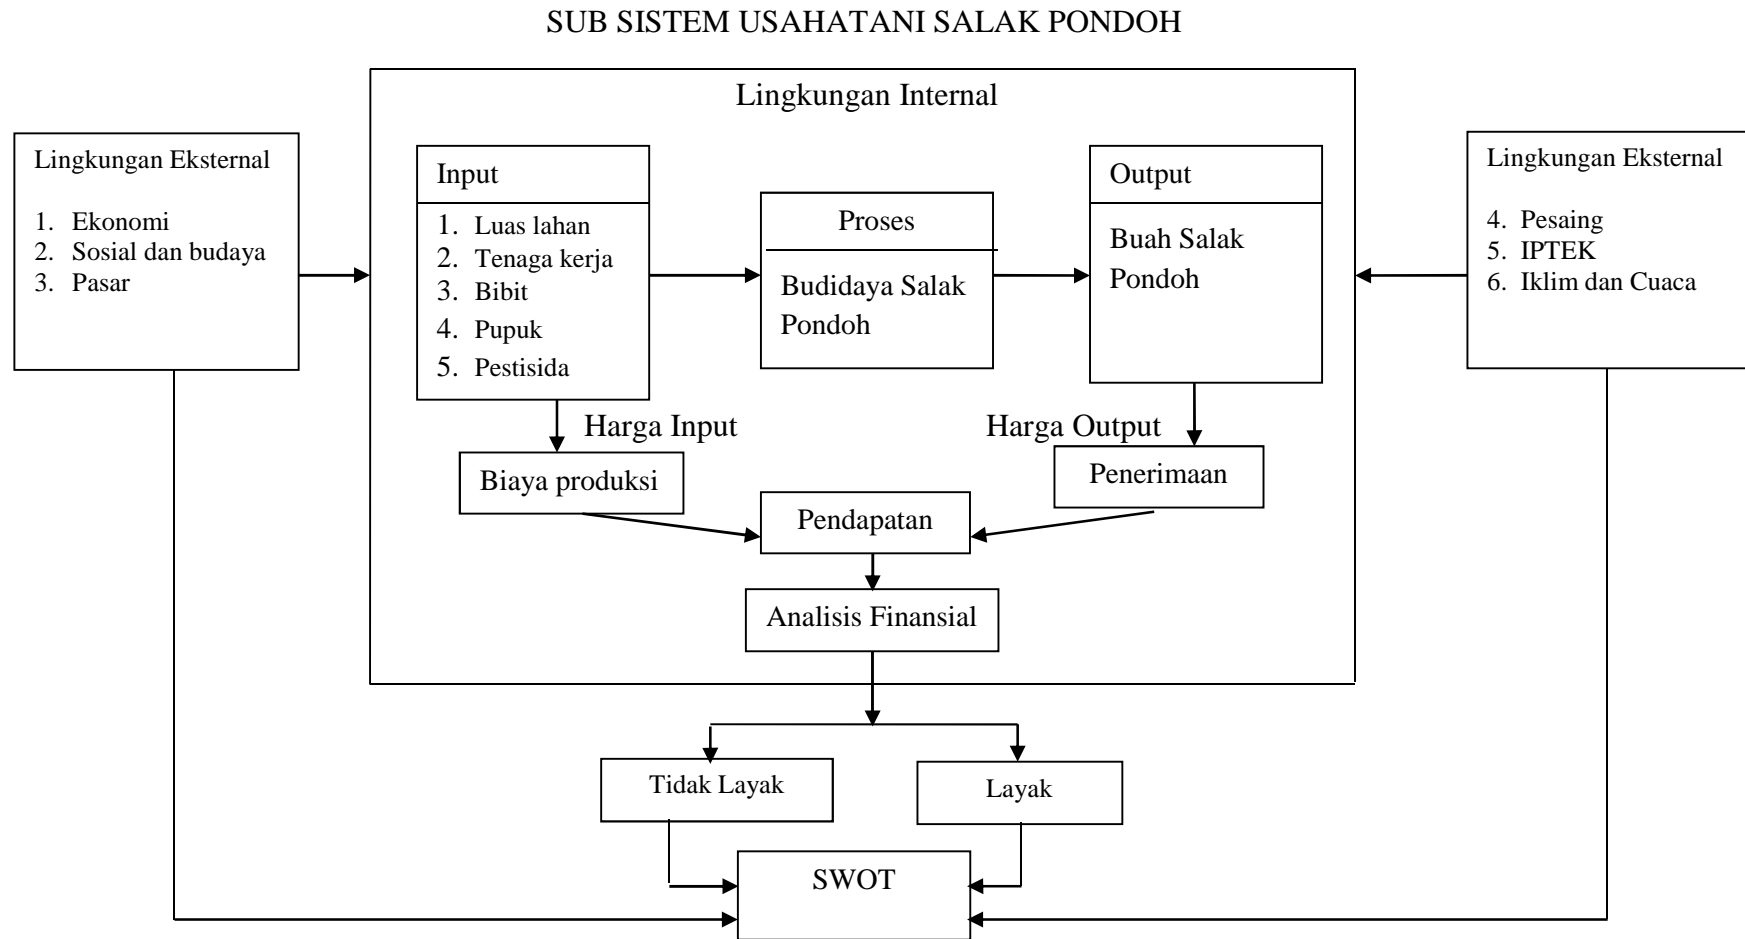 SUB SISTEM USAHATANI SALAK PONDOH
Lingkungan Internal
Lingkungan Eksternal
1. Ekonomi
2. Sosial dan budaya
3. Pasar
Input
1. Luas lahan
2. Tenaga kerja
3. Bibit
4. Pupuk
5. Pestisida
Proses
Budidaya Salak
Pondoh
Output
Buah Salak
Pondoh
Lingkungan Eksternal
4. Pesaing
5. IPTEK
6. Iklim dan Cuaca
Harga Input
Harga Output
Biaya produksi
Penerimaan
Pendapatan
Analisis Finansial
Tidak Layak
Layak
SWOT